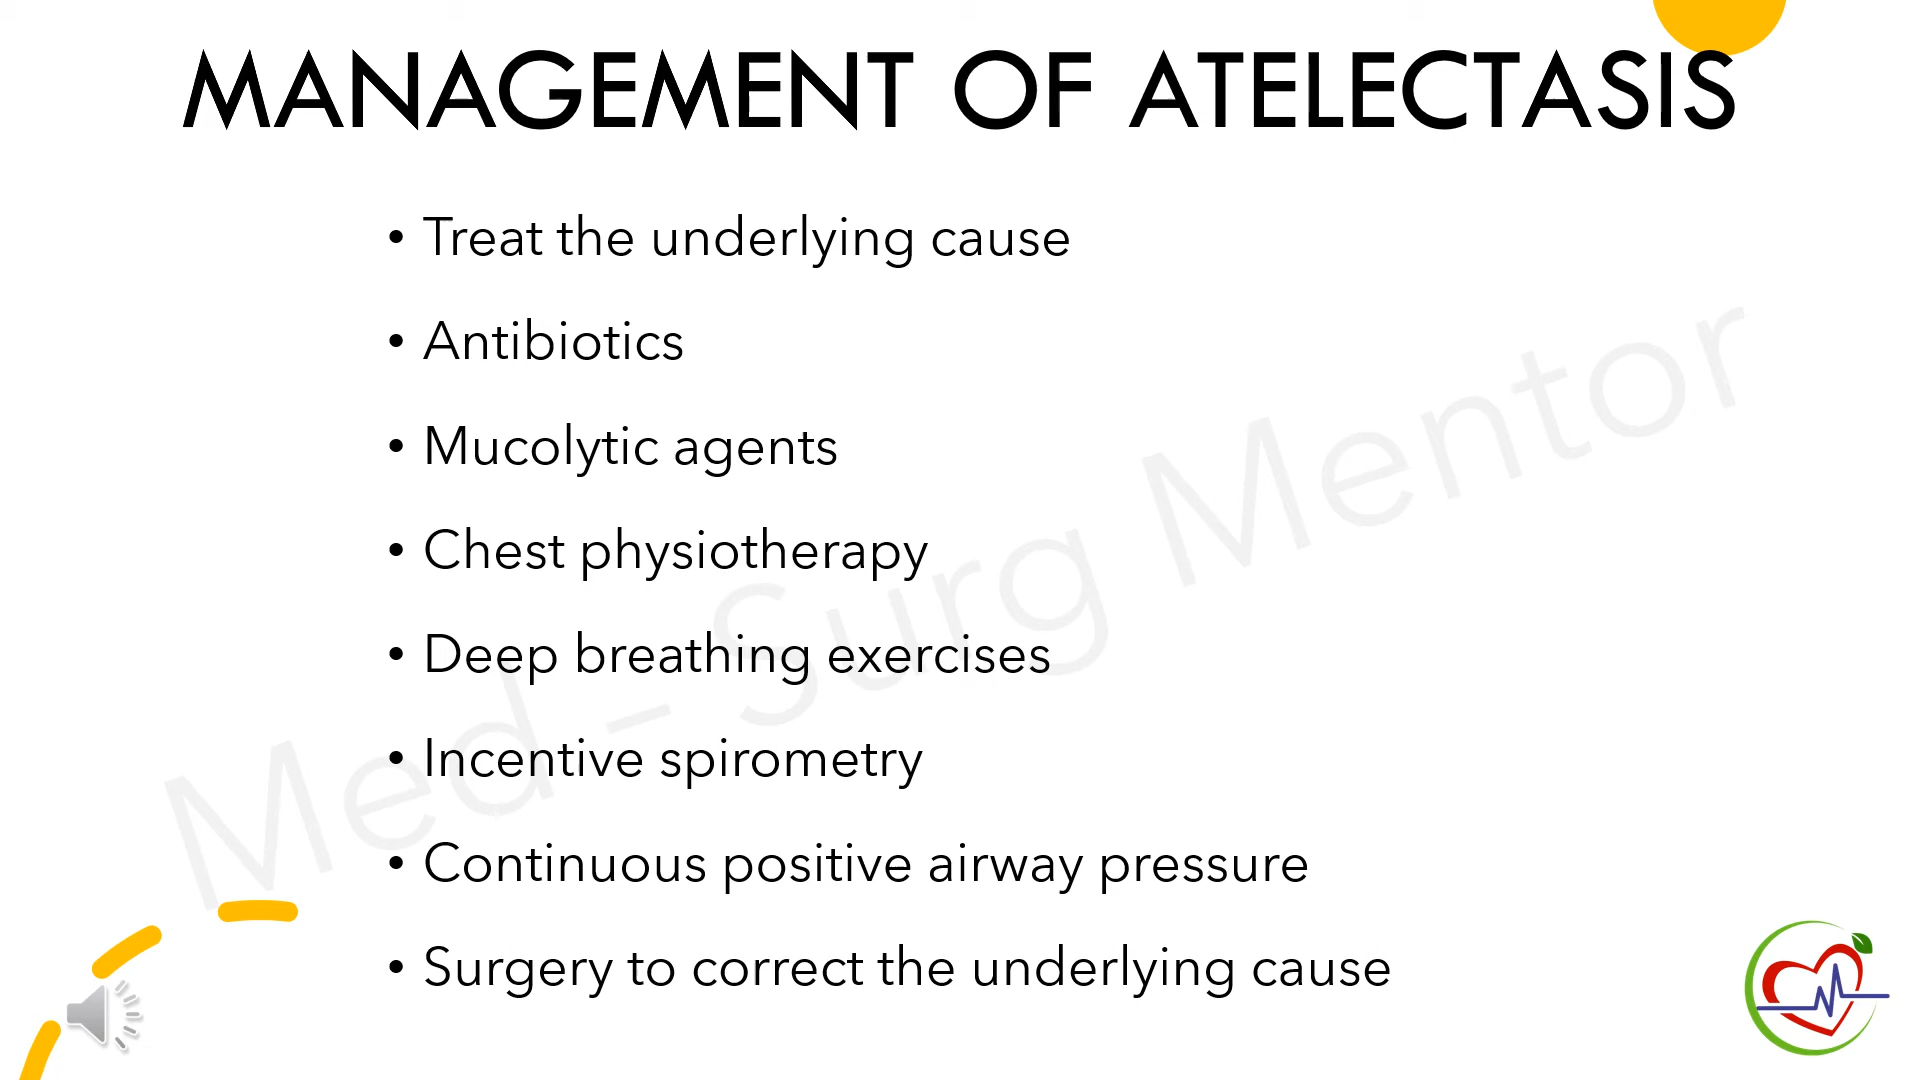 MANAGEMENT OF ATELECTASIS
• Treat the underlying cause
• Antibiotics
• Mucolytic agents
• Chest physiotherapy
• Deep breathing exercises
• Incentive spirometry
• Continuous positive airway pressure
• Surgery to correct the underlying cause
Med - Surg Mentor